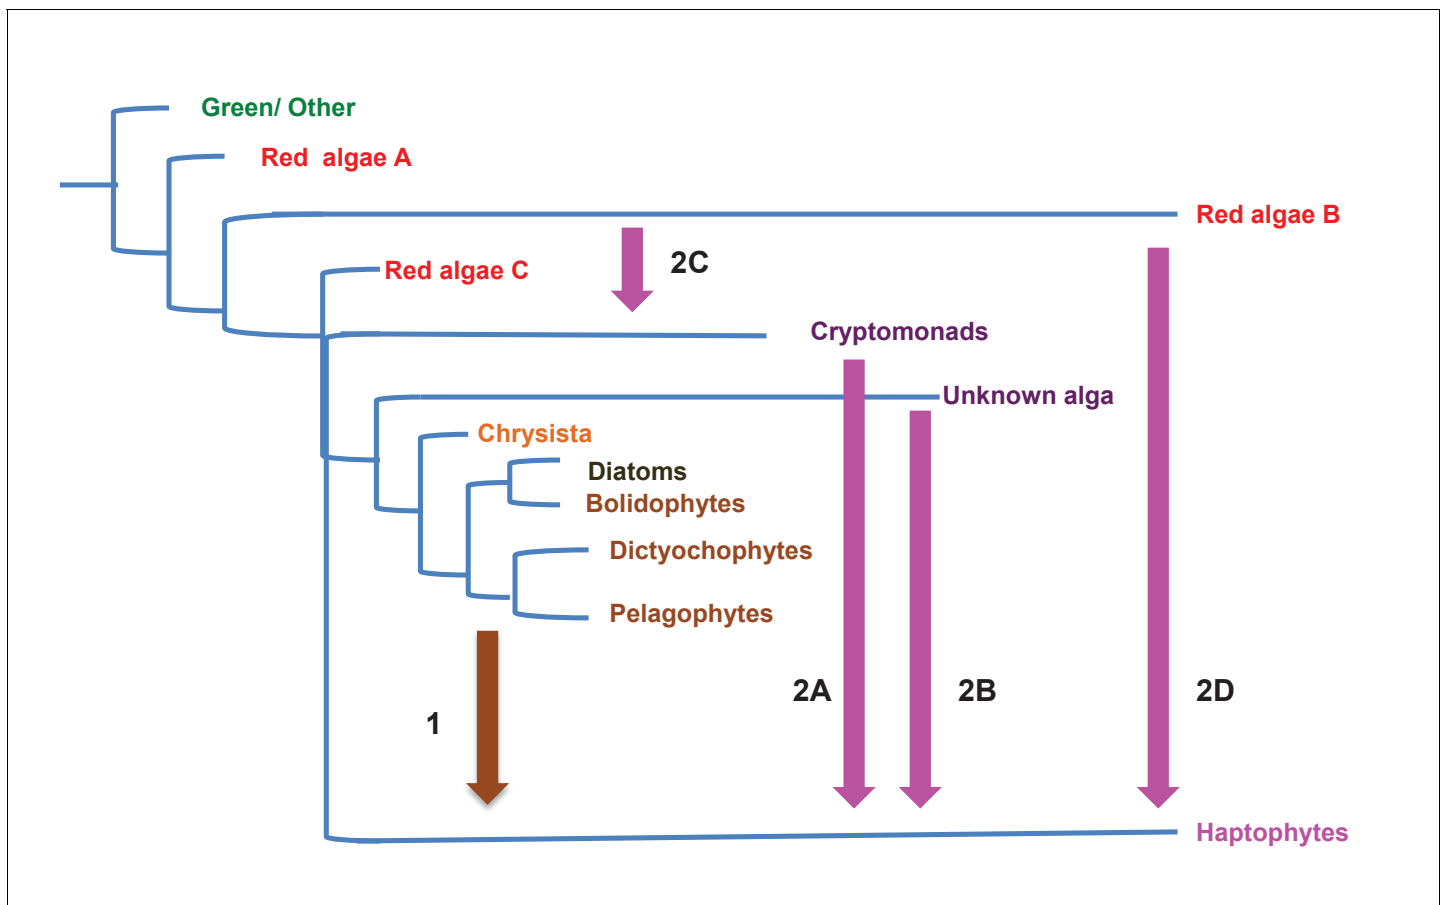 Green/ Other
Red algae A
Red algae B
2C
Red algae C
Cryptomonads
Unknown alga
Chrysista
Diatoms
Bolidophytes
Dictyochophytes
Pelagophytes
2A
2B
2D
1
Haptophytes